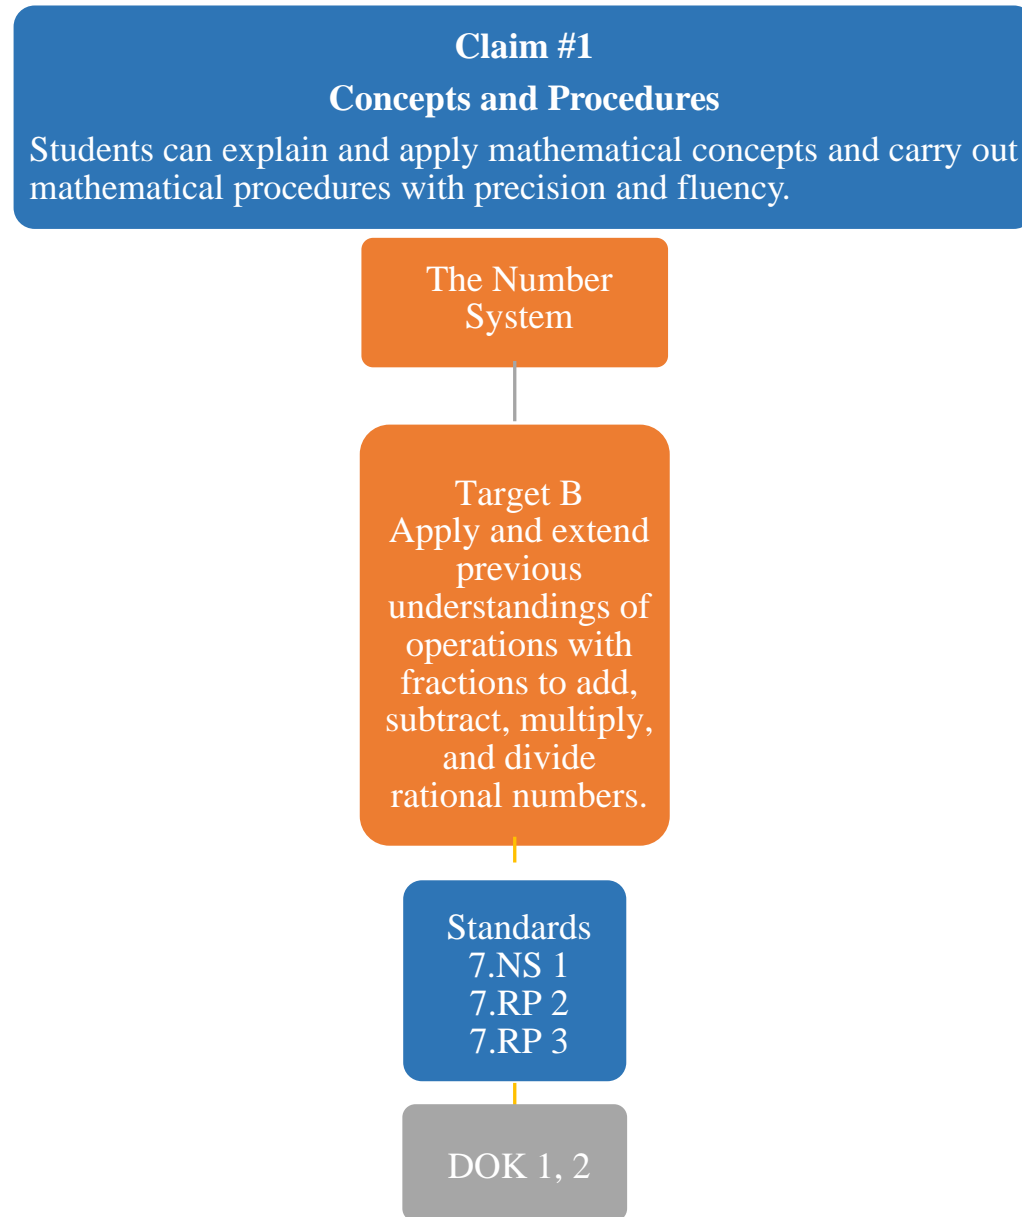 Claim #1
Concepts and Procedures
Students can explain and apply mathematical concepts and carry out
mathematical procedures with precision and fluency.
The Number
System
Target B
Apply and extend
previous
understandings of
operations with
fractions to add,
subtract, multiply,
and divide
rational numbers.
Standards
7.NS 1
7.RP 2
7.RP 3
DOK 1, 2